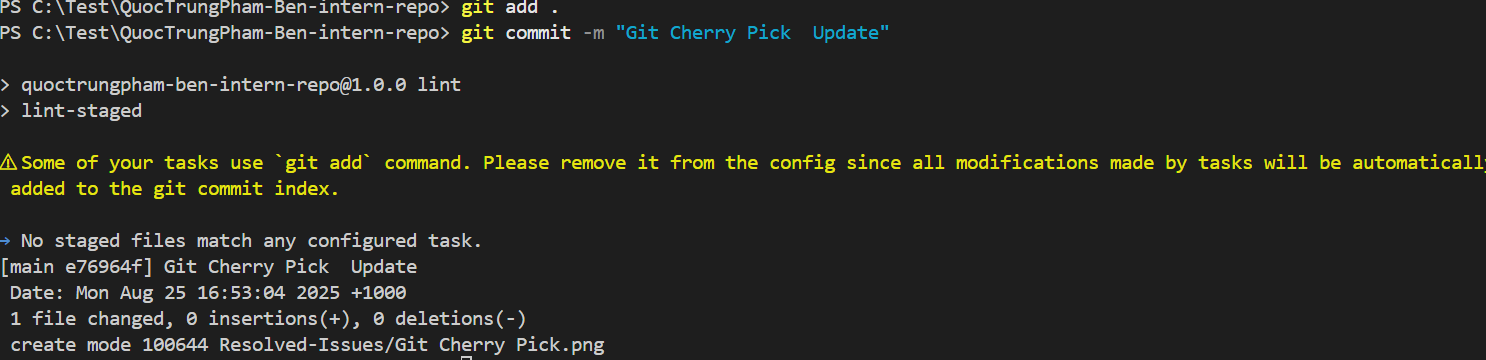 PS C:\Test\QuocTrungPham-Ben-intern-repo> git add .
PS C:\Test\QuocTrungPham-Ben-intern-repo> git commit -m "Git Cherry Pick  Update"
> quoctrungpham-ben-intern-repo@1.0.0 lint
> lint-staged
⚠Some of your tasks use `git add` command. Please remove it from the config since all modifications made by tasks will be automatically
added to the git commit index.
→ No staged files match any configured task.
[main e76964f] Git Cherry Pick  Update
Date: Mon Aug 25 16:53:04 2025 +1000
1 file changed, 0 insertions(+), 0 deletions(-)
create mode 100644 Resolved-Issues/Git Cherry Pick.png